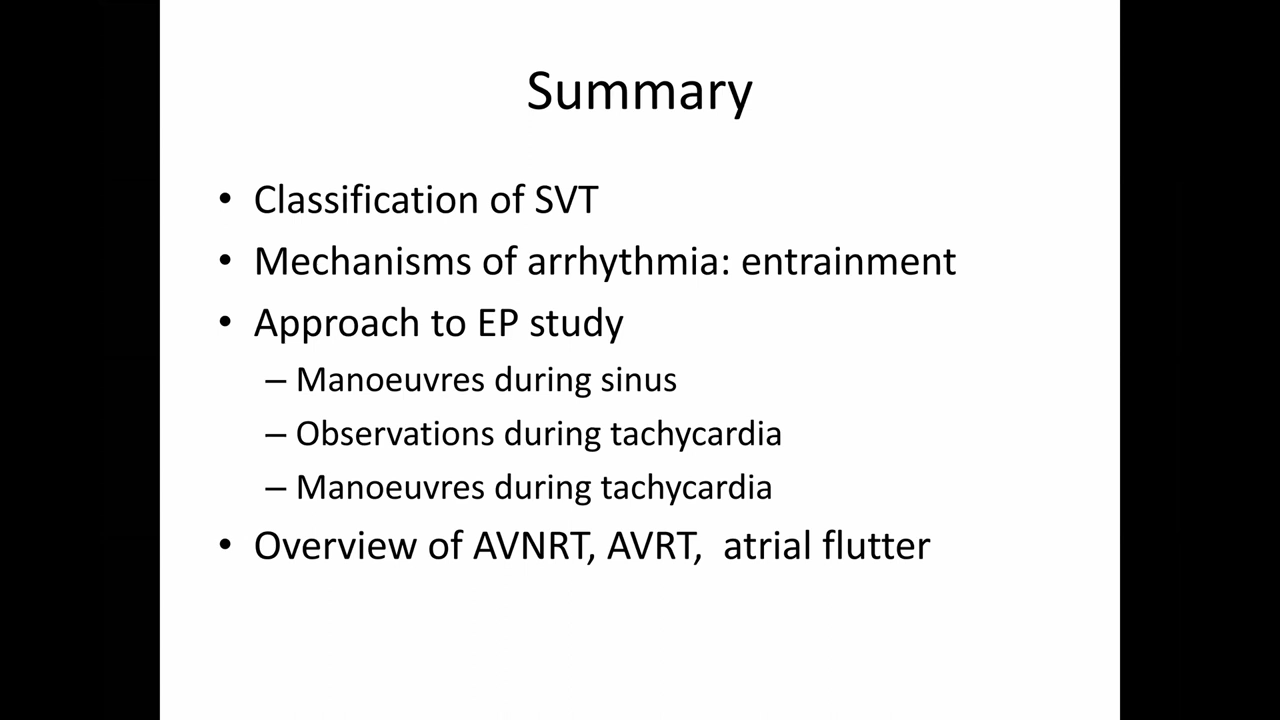 Summary
• Classification of SVT
• Mechanisms of arrhythmia: entrainment
• Approach to EP study
– Manoeuvres during sinus
– Observations during tachycardia
– Manoeuvres during tachycardia
• Overview of AVNRT, AVRT,  atrial flutter